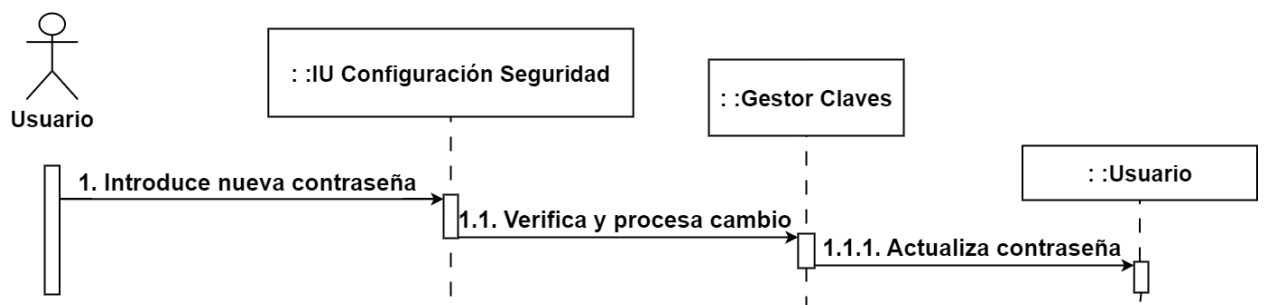 : :IU Configuración Seguridad
: :Gestor Claves
Usuario
: :Usuario
1. Introduce nueva contraseña
1.1. Verifica y procesa cambio
1.1.1. Actualiza contraseña